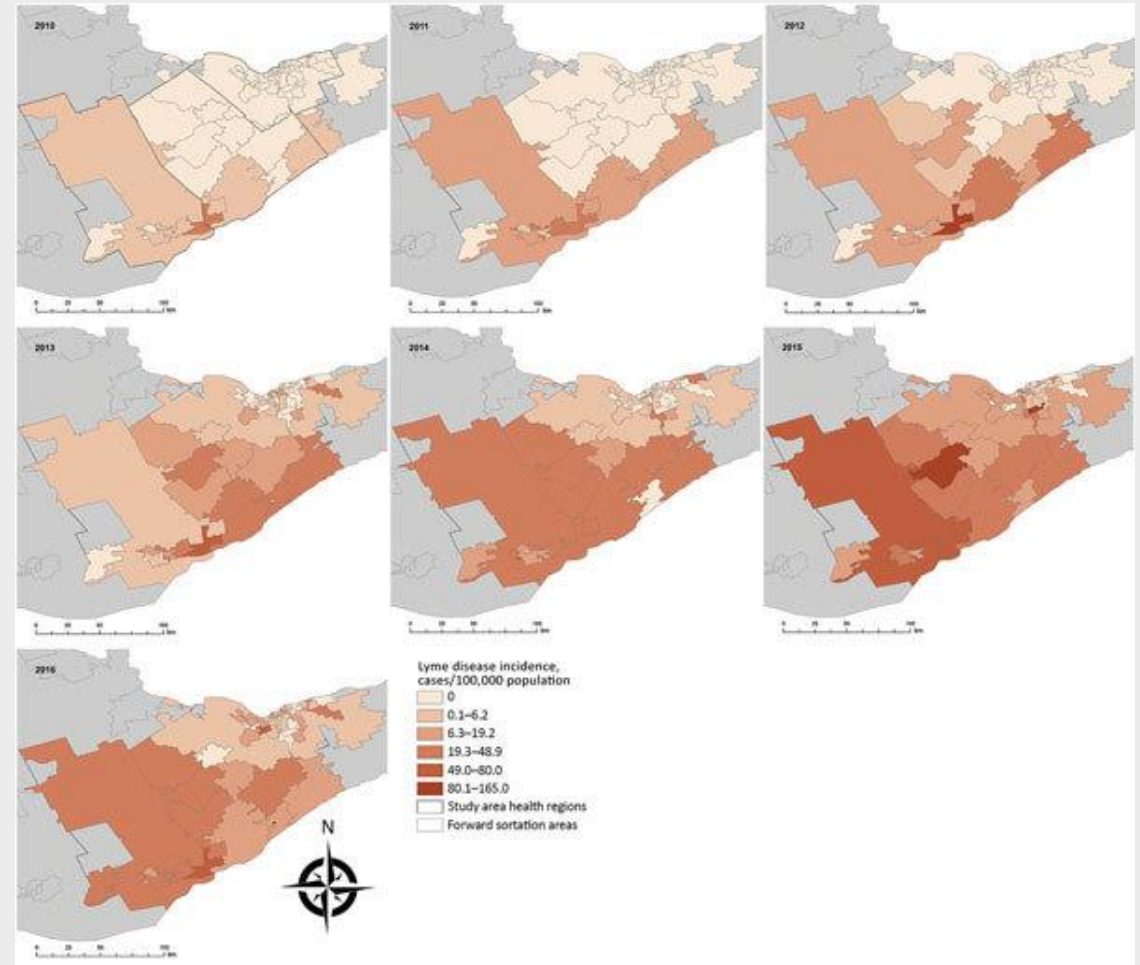 2010
2011
2012
2013
2014
2015
2016
Lyme disease incidence,
cases/100,000 population
0
0.1–6.2
6.3–19.2
19.3–48.9
49.0–80.0
80.1–165.0
Study area health regions
Forward sortation areas
N